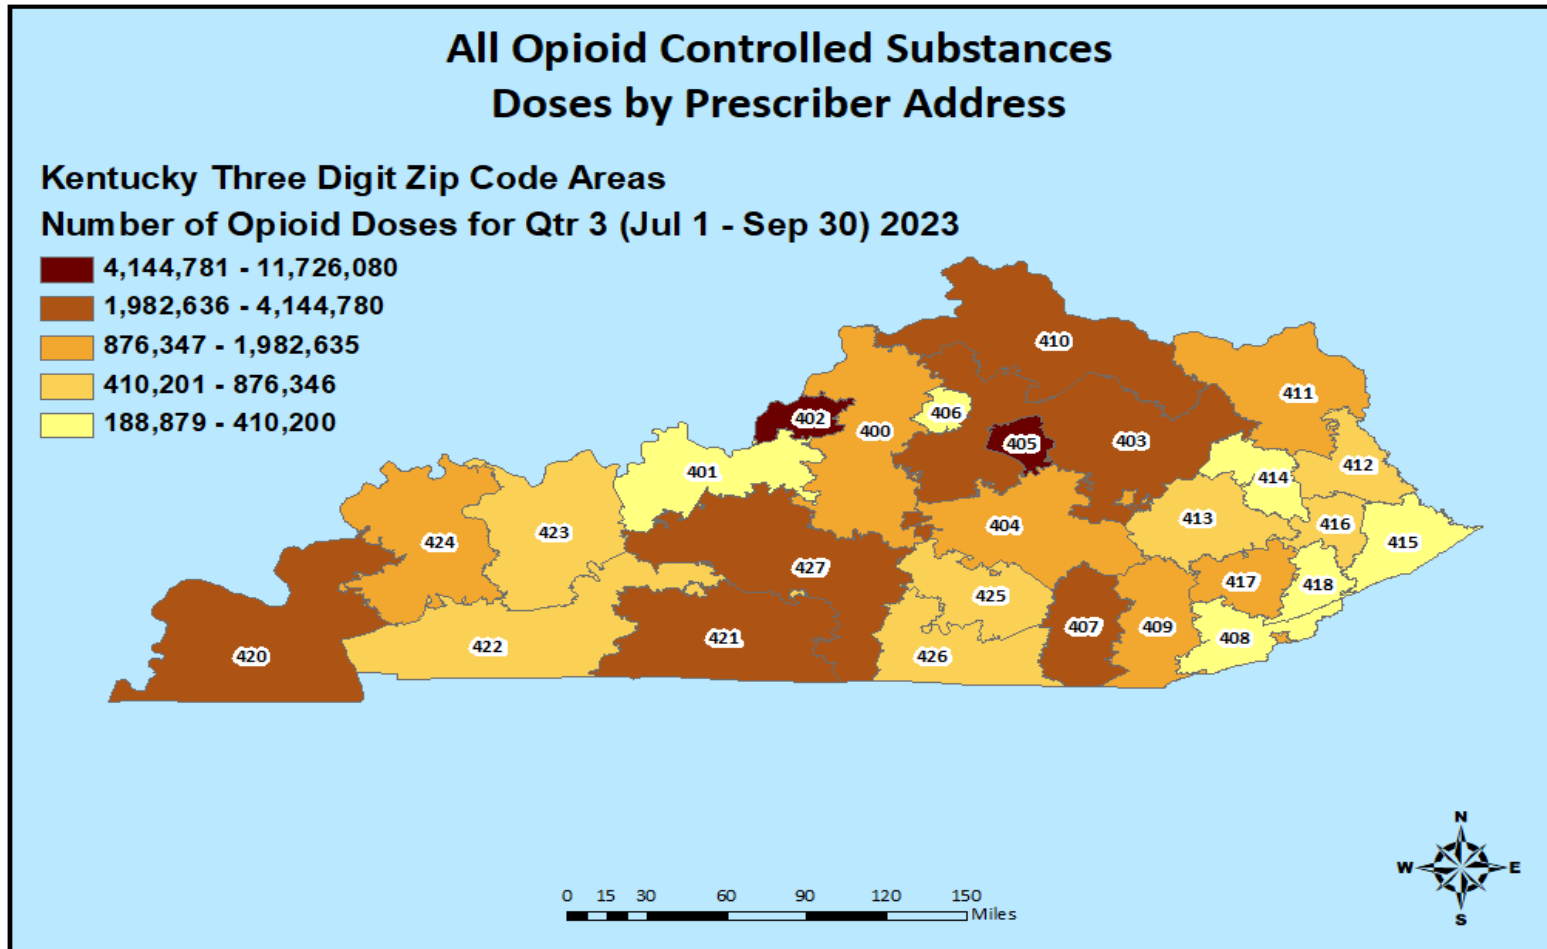 All Opioid Controlled Substances
Doses by Prescriber Address
Kentucky Three Digit Zip Code Areas
Number of Opioid Doses for Qtr 3 (Jul 1 - Sep 30) 2023
4,144,781 - 11,726,080
1,982,636 - 4,144,780
876,347 - 1,982,635
410,201 - 876,346
188,879 - 410,200
410
411
406
402
400
405
403
412
401
414
413
416
404
423
424
415
427
417
418
425
407
409
408
421
422
426
420
N
W E
S
0 15 30 60 90 120 150
Miles